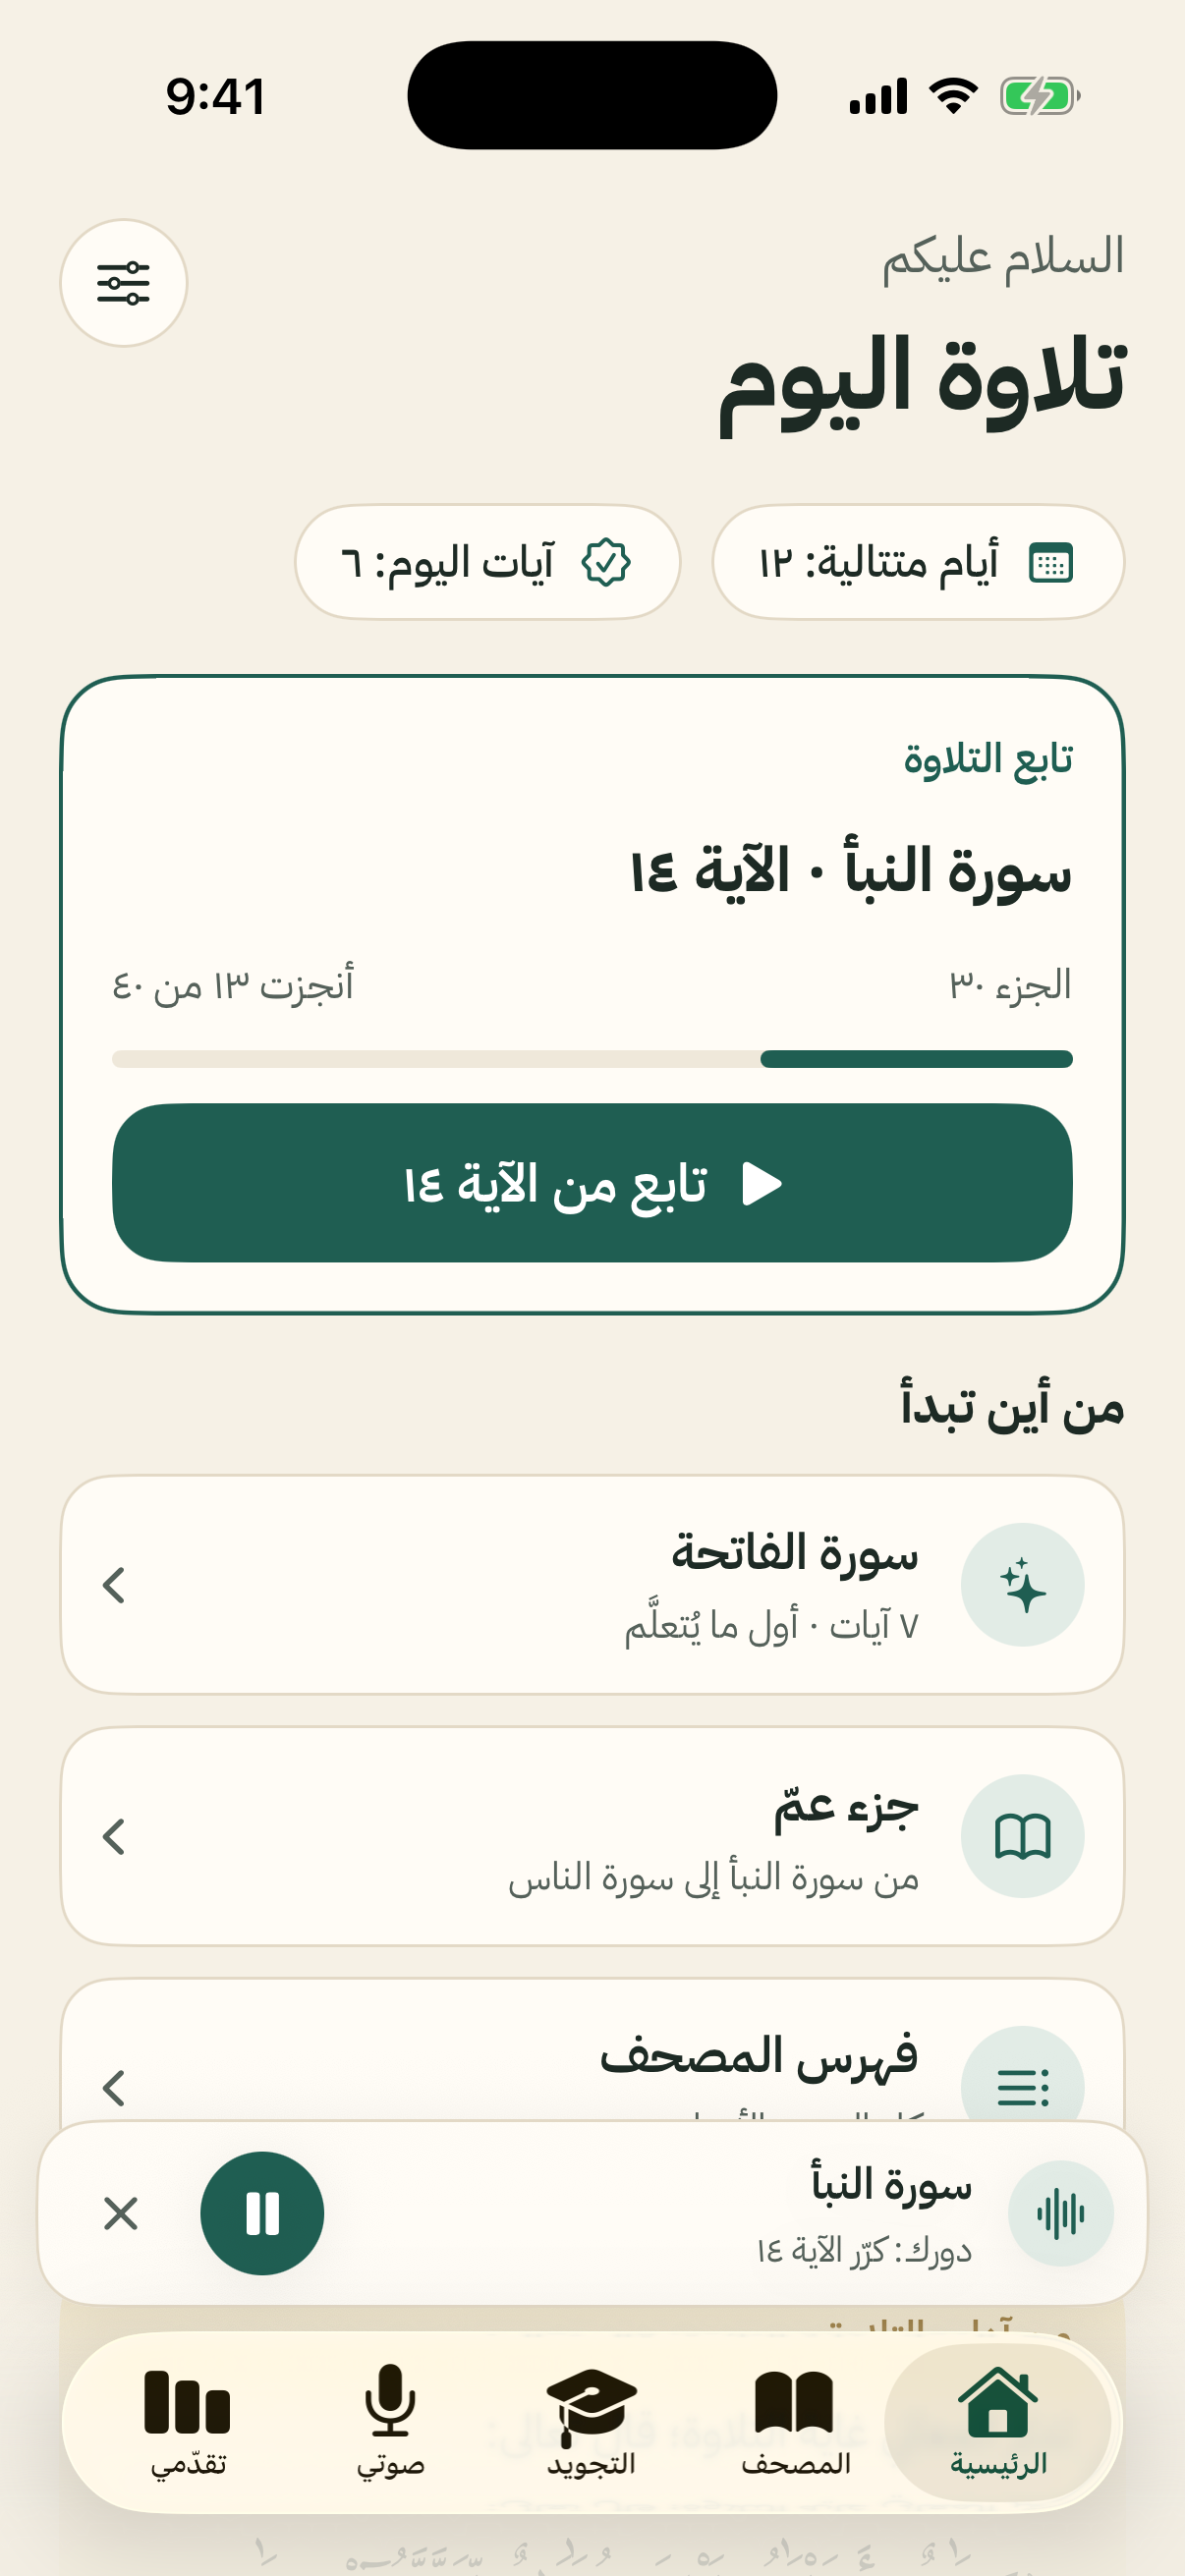 9:41
السلام عليكم
تلاوة اليوم
أيام متتالية: ١٢
آيات اليوم: ٦
تابع التلاوة
سورة النبأ · الآية ١٤
الجزء ٣٠
أنجزت ١٣ من ٤٠
تابع من الآية ١٤
من أين تبدأ
سورة الفاتحة
٧ آيات · أول ما يُتعلَّم
جزء عمّ
من سورة النبأ إلى سورة الناس
فهرس المصحف
سورة النبأ
دورك: كرّر الآية ١٤
الرئيسية
المصحف
التجويد
صوتي
تقدّمي